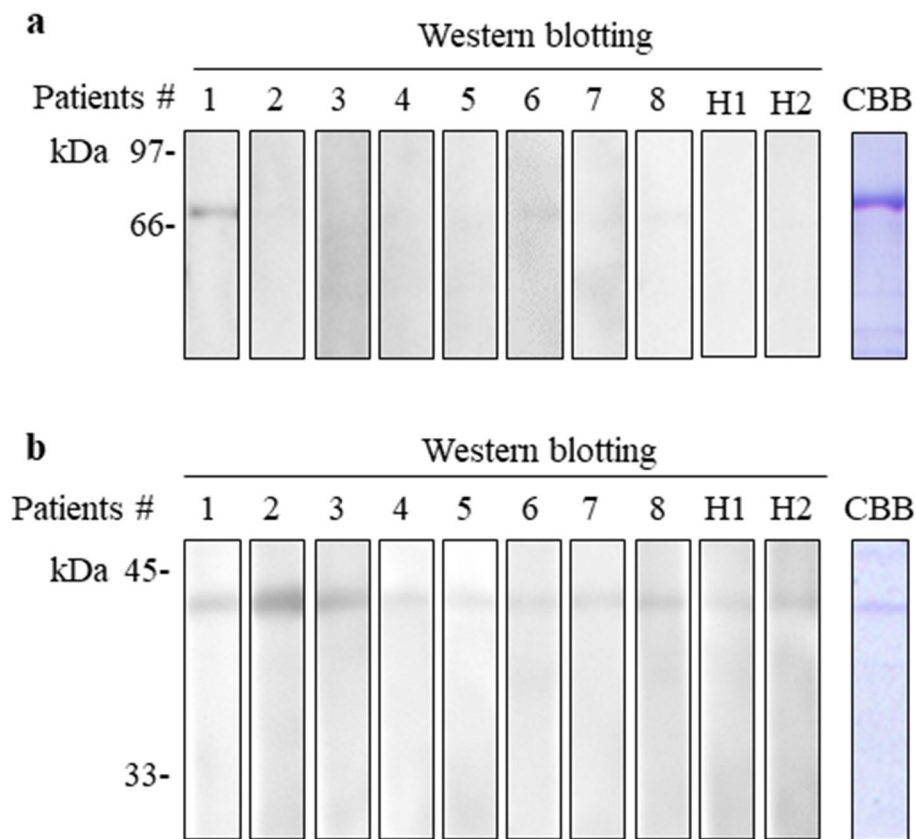 a
Western blotting
Patients # 1 2 3 4 5 6 7 8 H1 H2 CBB
kDa 97-
66-
b
Western blotting
Patients # 1 2 3 4 5 6 7 8 H1 H2 CBB
kDa 45-
33-